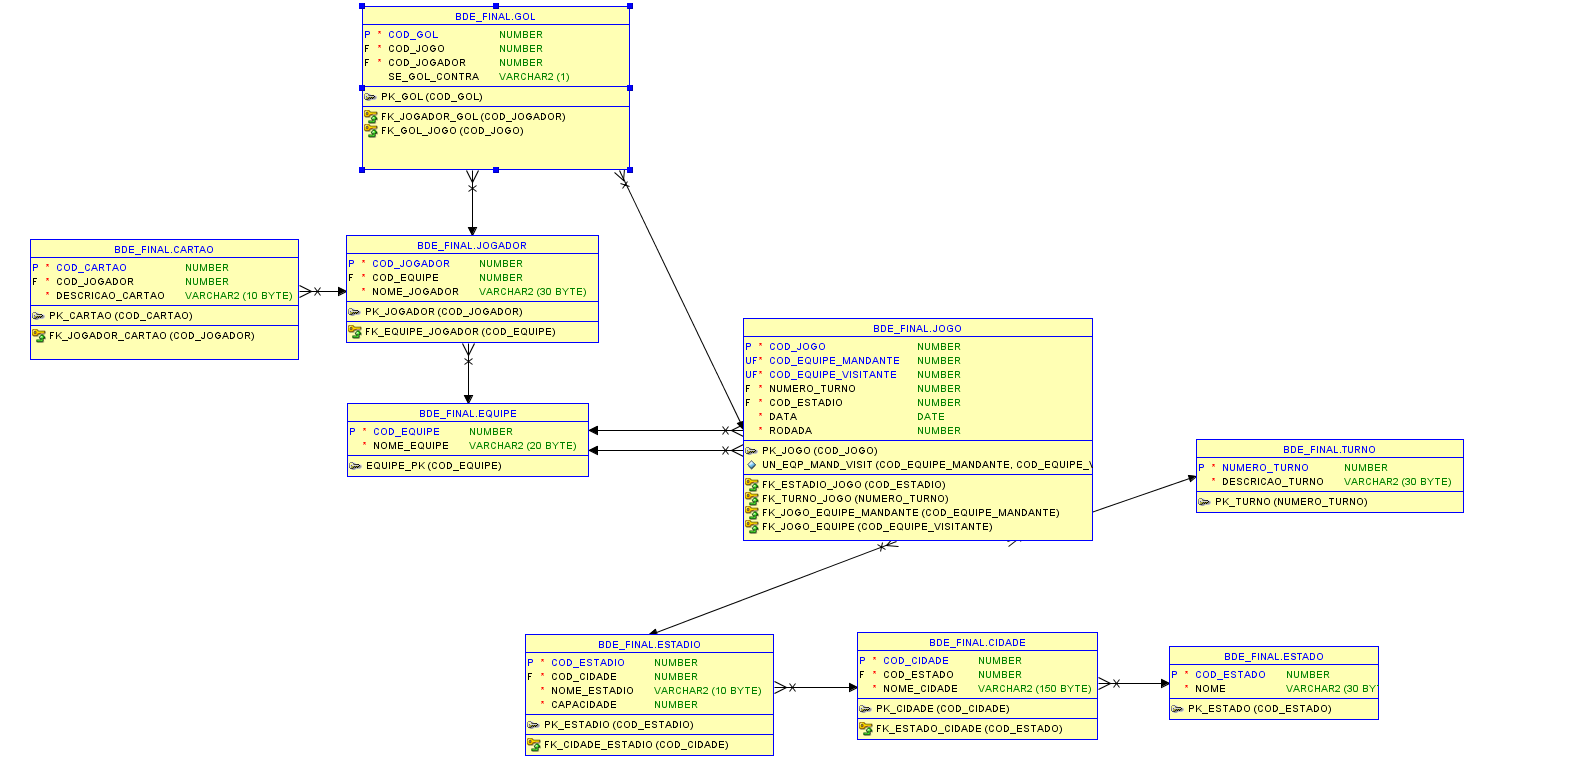 BDE_FINAL.GOL
P * COD_GOL NUMBER
F * COD_JOGO NUMBER
F * COD_JOGADOR NUMBER
SE_GOL_CONTRA VARCHAR2 (1)
PK_GOL (COD_GOL)
FK_JOGADOR_GOL (COD_JOGADOR)
FK_GOL_JOGO (COD_JOGO)
BDE_FINAL.CARTAO
P * COD_CARTAO NUMBER
F * COD_JOGADOR NUMBER
* DESCRICAO_CARTAO VARCHAR2 (10 BYTE)
PK_CARTAO (COD_CARTAO)
FK_JOGADOR_CARTAO (COD_JOGADOR)
BDE_FINAL.JOGADOR
P * COD_JOGADOR NUMBER
F * COD_EQUIPE NUMBER
* NOME_JOGADOR VARCHAR2 (30 BYTE)
PK_JOGADOR (COD_JOGADOR)
FK_EQUIPE_JOGADOR (COD_EQUIPE)
BDE_FINAL.EQUIPE
P * COD_EQUIPE NUMBER
* NOME_EQUIPE VARCHAR2 (20 BYTE)
EQUIPE_PK (COD_EQUIPE)
BDE_FINAL.JOGO
P * COD_JOGO NUMBER
UF* COD_EQUIPE_MANDANTE NUMBER
UF* COD_EQUIPE_VISITANTE NUMBER
F * NUMERO_TURNO NUMBER
F * COD_ESTADIO NUMBER
* DATA DATE
* RODADA NUMBER
PK_JOGO (COD_JOGO)
UN_EQP_MAND_VISIT (COD_EQUIPE_MANDANTE, COD_EQUIPE_V
FK_ESTADIO_JOGO (COD_ESTADIO)
FK_TURNO_JOGO (NUMERO_TURNO)
FK_JOGO_EQUIPE_MANDANTE (COD_EQUIPE_MANDANTE)
FK_JOGO_EQUIPE (COD_EQUIPE_VISITANTE)
BDE_FINAL.TURNO
P * NUMERO_TURNO NUMBER
* DESCRICAO_TURNO VARCHAR2 (30 BYTE)
PK_TURNO (NUMERO_TURNO)
BDE_FINAL.ESTADIO
P * COD_ESTADIO NUMBER
F * COD_CIDADE NUMBER
* NOME_ESTADIO VARCHAR2 (10 BYTE)
* CAPACIDADE NUMBER
PK_ESTADIO (COD_ESTADIO)
FK_CIDADE_ESTADIO (COD_CIDADE)
BDE_FINAL.CIDADE
P * COD_CIDADE NUMBER
F * COD_ESTADO NUMBER
* NOME_CIDADE VARCHAR2 (150 BYTE)
PK_CIDADE (COD_CIDADE)
FK_ESTADO_CIDADE (COD_ESTADO)
BDE_FINAL.ESTADO
P * COD_ESTADO NUMBER
* NOME VARCHAR2 (30 BY
PK_ESTADO (COD_ESTADO)